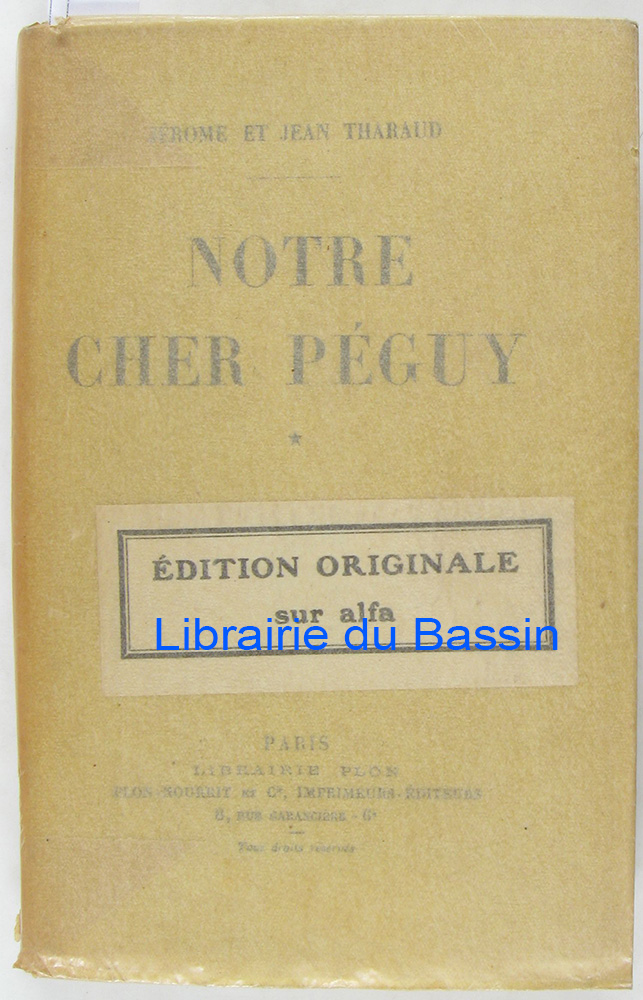 JÉROME ET JEAN THARAUD
NOTRE
CHER PÉGUY
ÉDITION ORIGINALE
sur alfa
Librairie du Bassin
PARIS
LIBRAIRIE PLON
PLON-NOURRIT ET Cie, IMPRIMEURS-ÉDITEURS
8, RUE GARANCIÈRE - 6e
Tous droits réservés